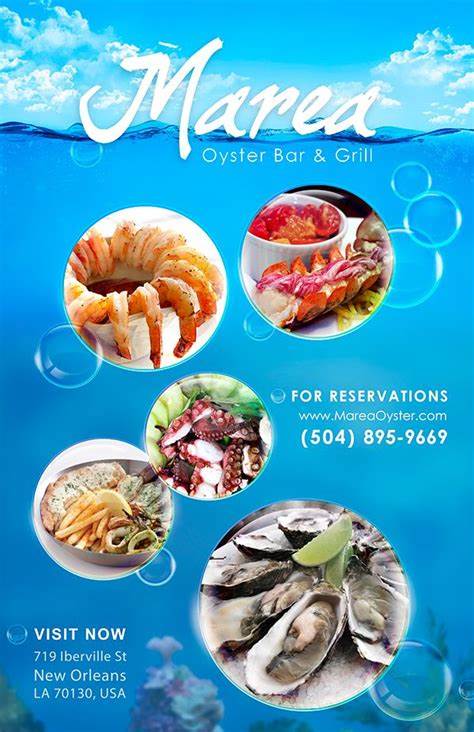 Marea
Oyster Bar & Grill
FOR RESERVATIONS
www.MareaOyster.com
(504) 895-9669
VISIT NOW
719 Iberville St
New Orleans
LA 70130, USA